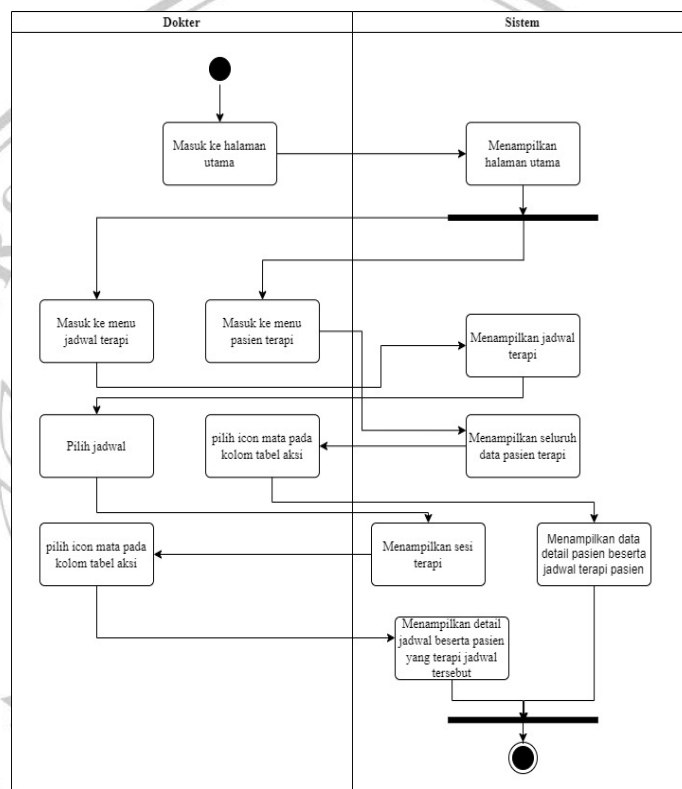 Dokter
Sistem
Masuk ke halaman
utama
Menampilkan
halaman utama
Masuk ke menu
jadwal terapi
Masuk ke menu
pasien terapi
Menampilkan jadwal
terapi
Pilih jadwal
pilih icon mata pada
kolom tabel aksi
Menampilkan seluruh
data pasien terapi
pilih icon mata pada
kolom tabel aksi
Menampilkan sesi
terapi
Menampilkan data
detail pasien beserta
jadwal terapi pasien
Menampilkan detail
jadwal beserta pasien
yang terapi jadwal
tersebut